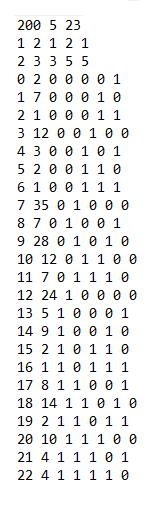 200 5 23
1 2 1 2 1
2 3 3 5 5
0 2 0 0 0 0 1
1 7 0 0 0 1 0
2 1 0 0 0 1 1
3 12 0 0 1 0 0
4 3 0 0 1 0 1
5 2 0 0 1 1 0
6 1 0 0 1 1 1
7 35 0 1 0 0 0
8 7 0 1 0 0 1
9 28 0 1 0 1 0
10 12 0 1 1 0 0
11 7 0 1 1 1 0
12 24 1 0 0 0 0
13 5 1 0 0 0 1
14 9 1 0 0 1 0
15 2 1 0 1 1 0
16 1 1 0 1 1 1
17 8 1 1 0 0 1
18 14 1 1 0 1 0
19 2 1 1 0 1 1
20 10 1 1 1 0 0
21 4 1 1 1 0 1
22 4 1 1 1 1 0